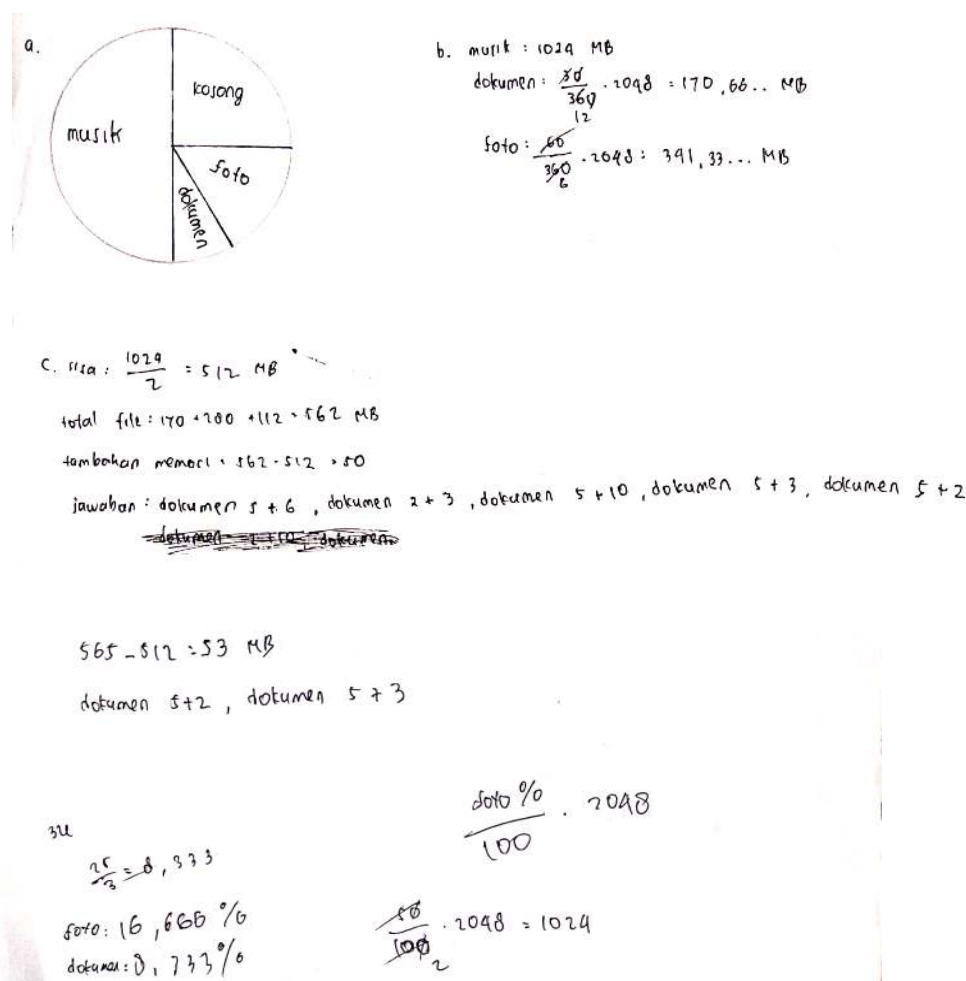 a.
musik
kosong
foto
dokumen
b. musik : 1024 MB
dokumen : 30/360 . 2048 = 170,66.. MB
12
foto : 60/360 . 2048 : 341,33... MB
6
C. sisa : 1024/2 = 512 MB
total file : 170 + 280 + 112 = 562 MB
tambahan memori : 562 - 512 = 50
jawaban : dokumen 5 + 6 , dokumen 2 + 3 , dokumen 5 + 10 , dokumen 5 + 3, dokumen 5 + 2
565 - 512 = 53 MB
dokumen 5+2 , dokumen 5 + 3
foto % / 100 . 2048
25/3 = 8,333
foto : 16,666 %
dokumen : 8,333 %
50/100 . 2048 = 1024
2